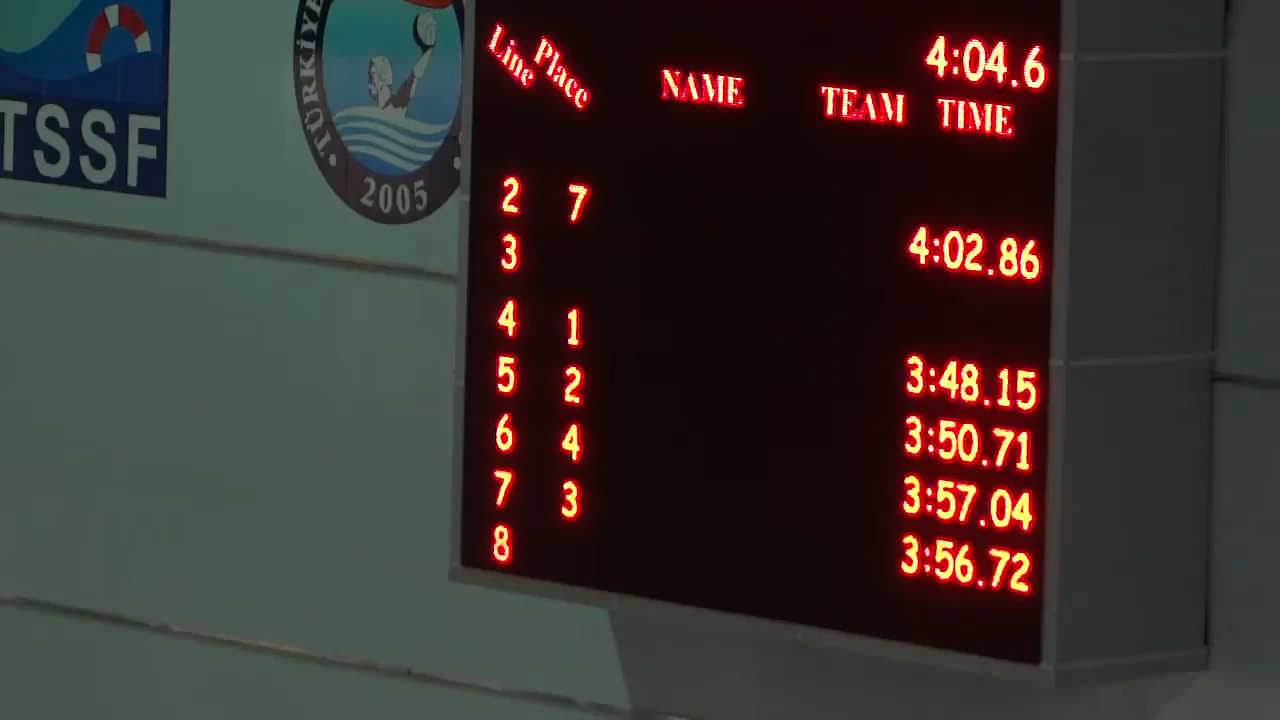 TSSF
TÜRKİYE
2005
4:04.6
Line Place NAME TEAM TIME
2 7 4:02.86
3
4 1 3:48.15
5 2 3:50.71
6 4 3:57.04
7 3 3:56.72
8